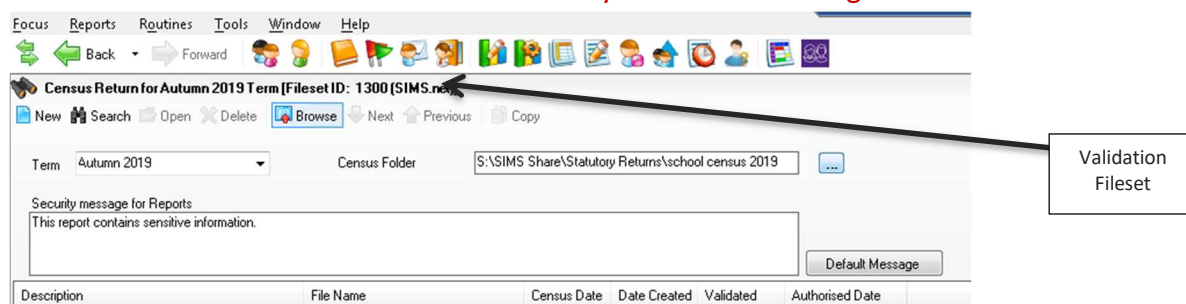 Focus Reports Routines Tools Window Help
Back Forward
Census Return for Autumn 2019 Term [Fileset ID: 1300 (SIMS.net)]
New Search Open Delete Browse Next Previous Copy
Term Autumn 2019 Census Folder S:\SIMS Share\Statutory Returns\school census 2019 ...
Validation
Fileset
Security message for Reports
This report contains sensitive information.
Default Message
Description File Name Census Date Date Created Validated Authorised Date